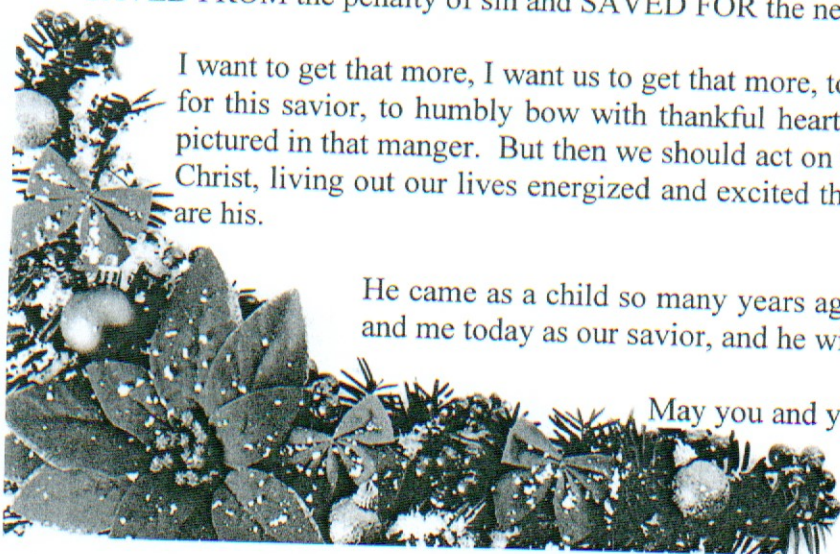 FROM the penalty of sin and SAVED FOR the ne
I want to get that more, I want us to get that more, to
for this savior, to humbly bow with thankful heart
pictured in that manger. But then we should act on
Christ, living out our lives energized and excited th
are his.
He came as a child so many years ag
and me today as our savior, and he wi
May you and y